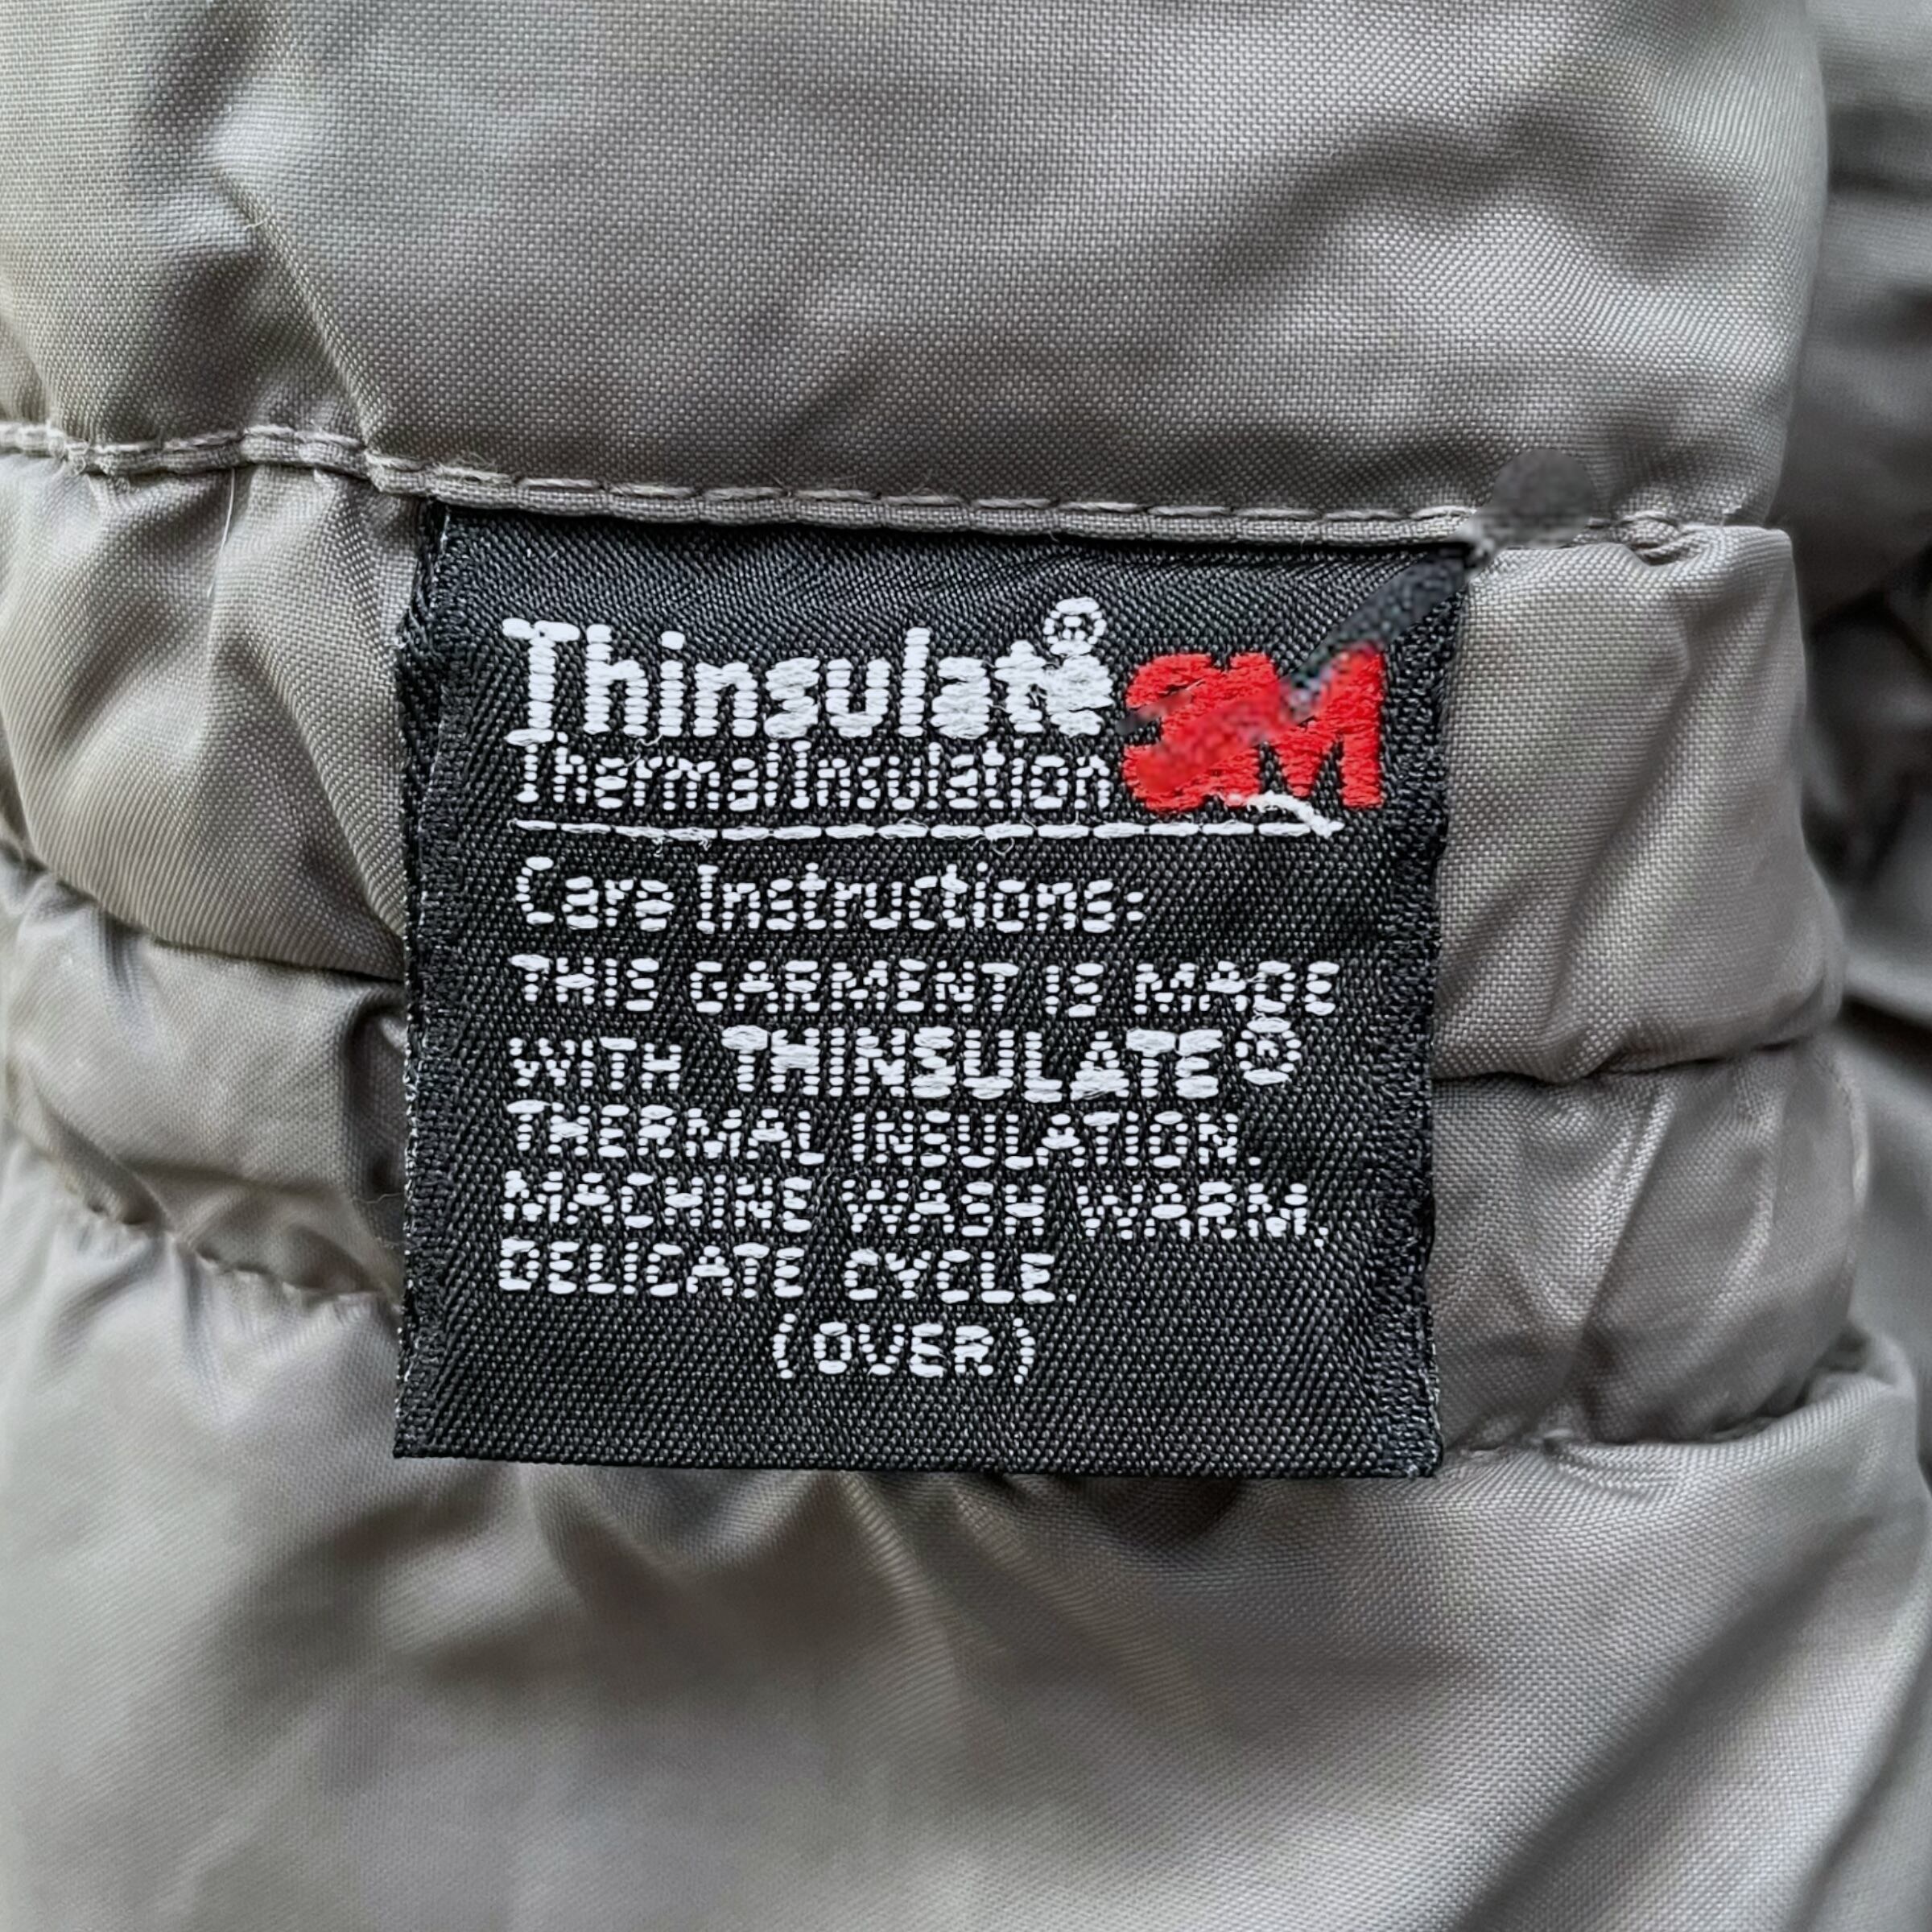 Thinsulate® 3M
Thermal Insulation
Care Instructions:
THIS GARMENT IS MADE
WITH THINSULATE®
THERMAL INSULATION.
MACHINE WASH WARM,
DELICATE CYCLE.
(OVER)